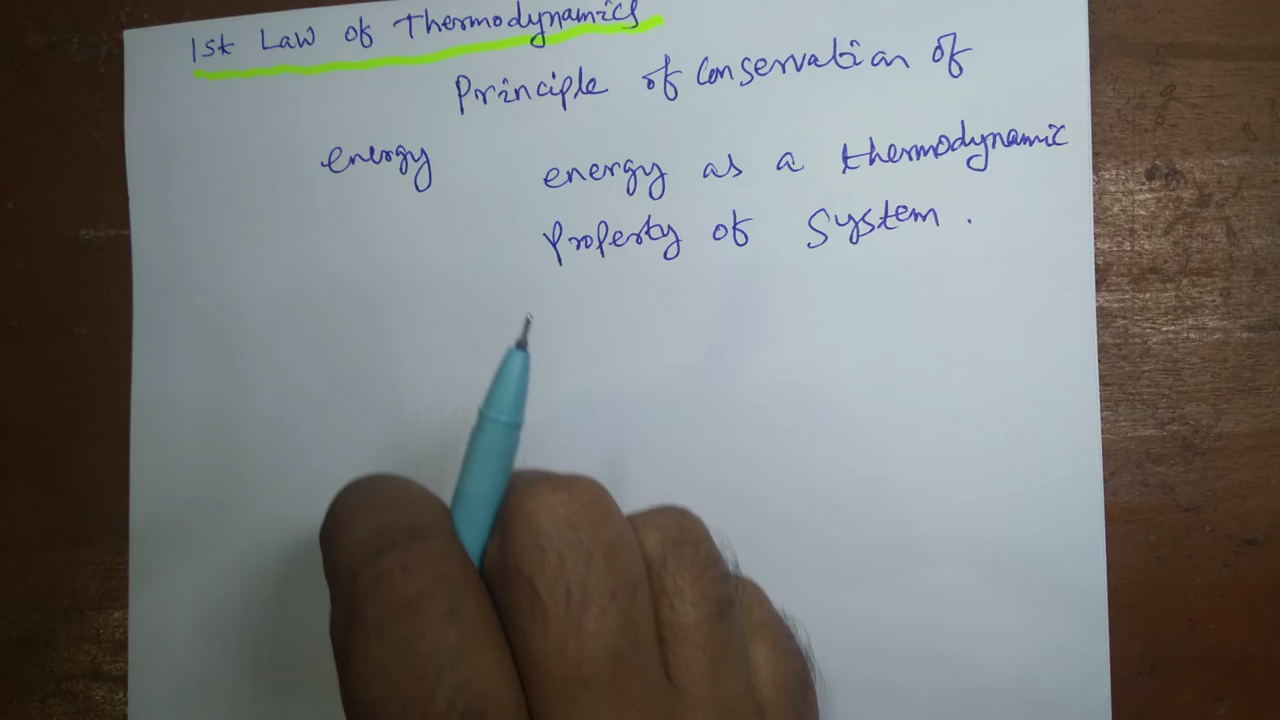 1st Law of Thermodynamics
Principle of Conservation of
energy
energy as a thermodynamic
Property of System .